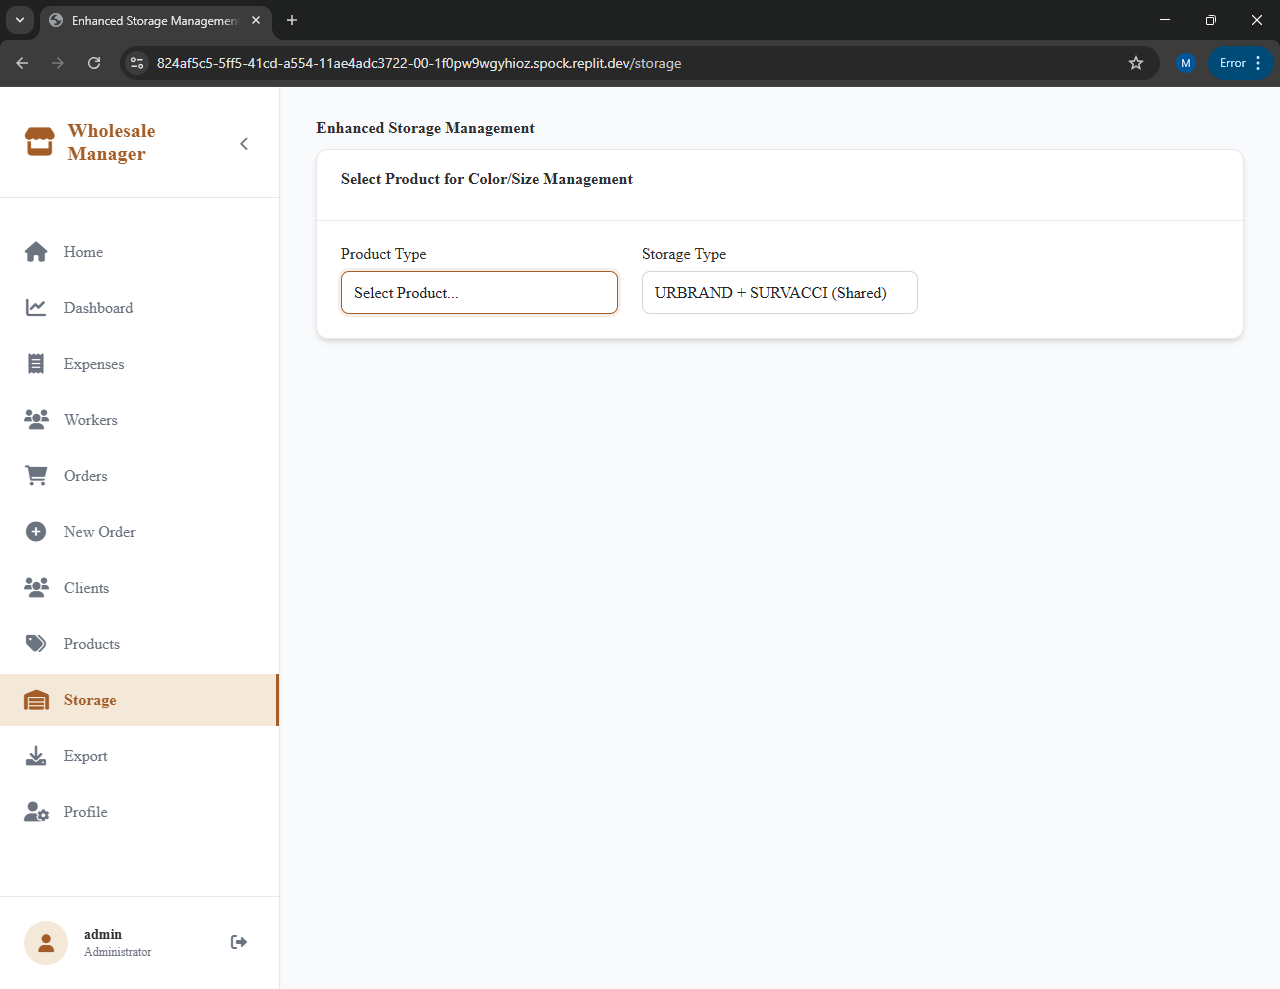 Enhanced Storage Management
824af5c5-5ff5-41cd-a554-11ae4adc3722-00-1f0pw9wgyhioz.spock.replit.dev/storage
M
Error
Wholesale
Manager
Home
Dashboard
Expenses
Workers
Orders
New Order
Clients
Products
Storage
Export
Profile
admin
Administrator
Enhanced Storage Management
Select Product for Color/Size Management
Product Type
Storage Type
Select Product...
URBRAND + SURVACCI (Shared)